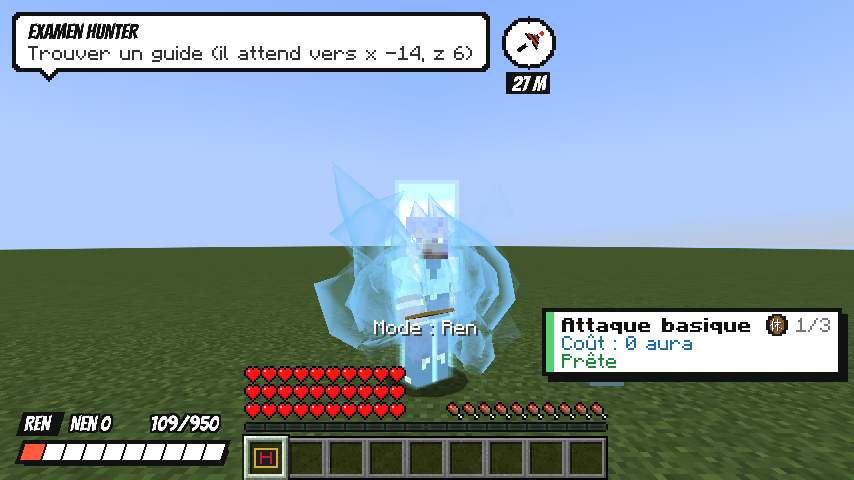 EXAMEN HUNTER
Trouver un guide (il attend vers x -14, z 6)
27 M
Mode : Ren
Attaque basique 休 1/3
Coût : 0 aura
Prête
REN NEN 0 109/950
H